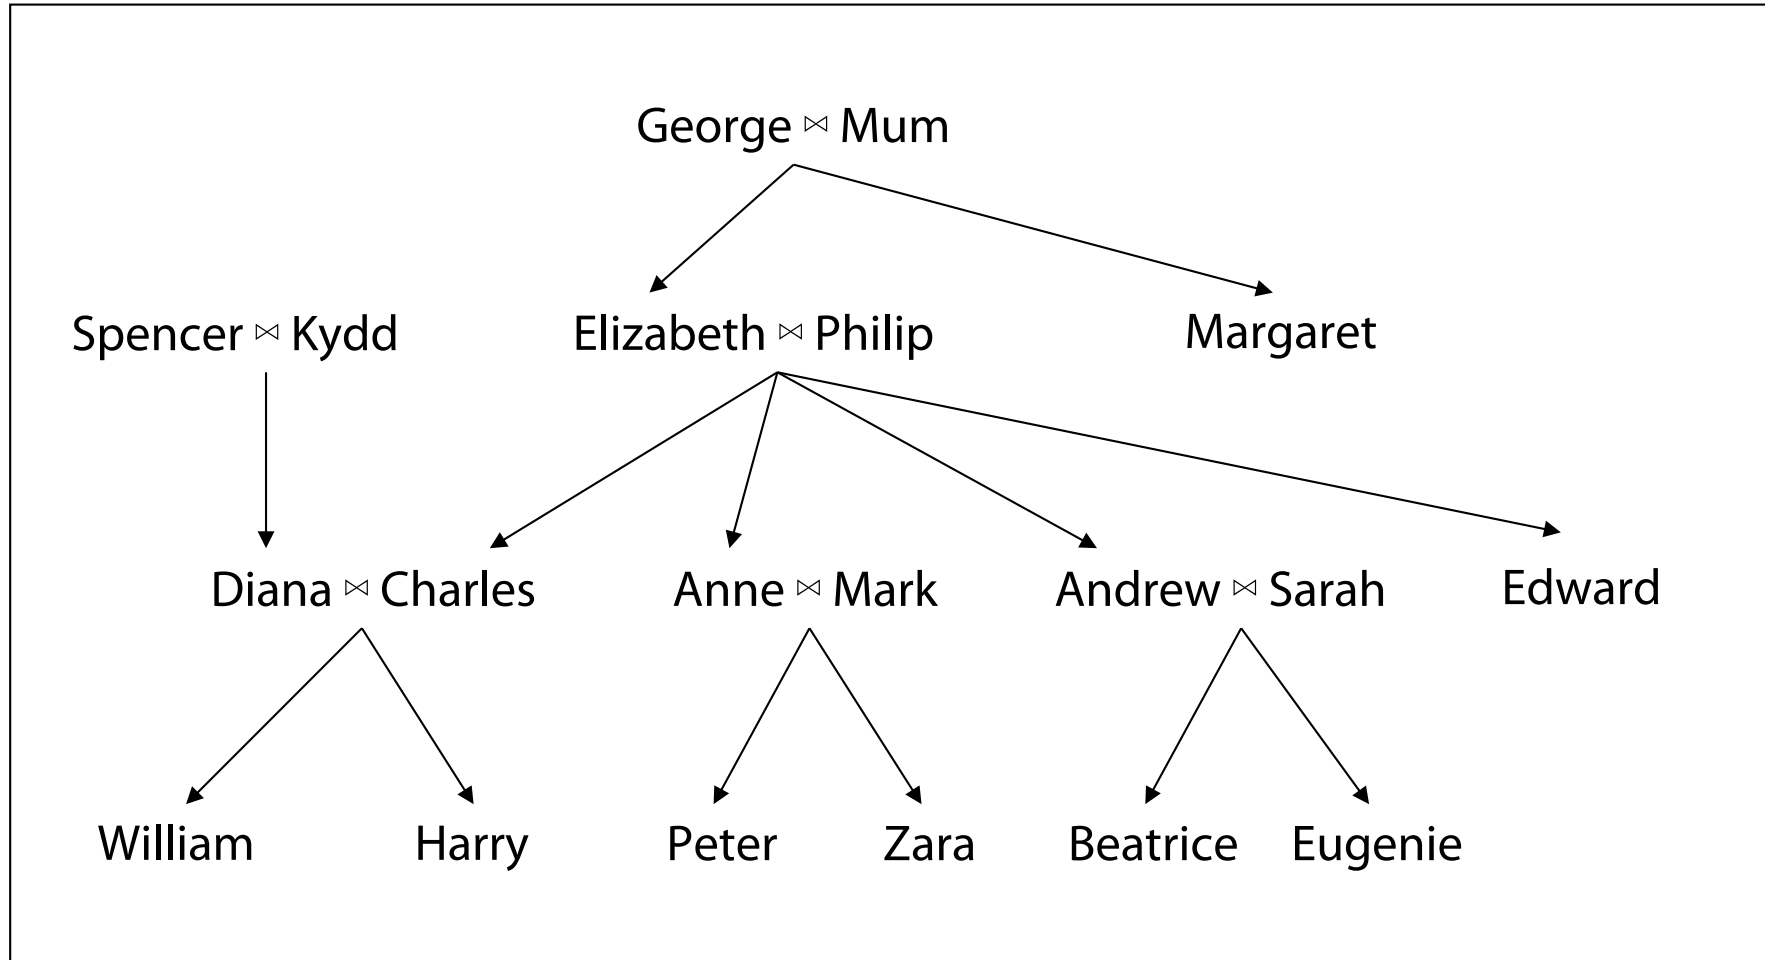 George ⋈ Mum
Spencer ⋈ Kydd Elizabeth ⋈ Philip Margaret
Diana ⋈ Charles Anne ⋈ Mark Andrew ⋈ Sarah Edward
William Harry Peter Zara Beatrice Eugenie